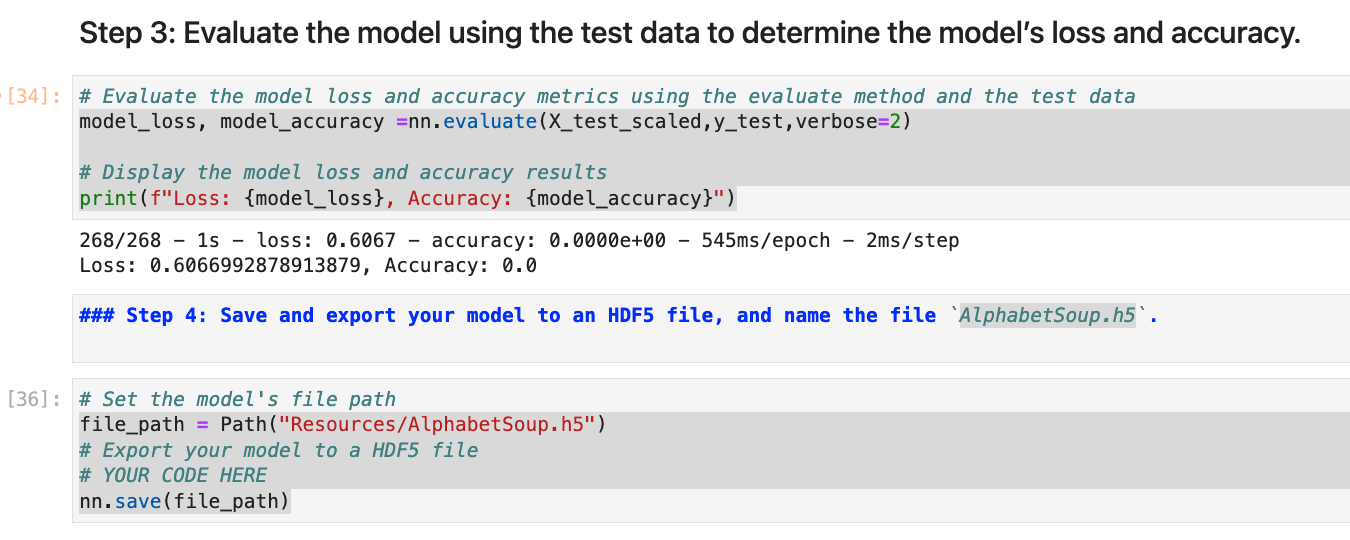 Step 3: Evaluate the model using the test data to determine the model’s loss and accuracy.
[34]: # Evaluate the model loss and accuracy metrics using the evaluate method and the test data
model_loss, model_accuracy =nn.evaluate(X_test_scaled,y_test,verbose=2)
# Display the model loss and accuracy results
print(f"Loss: {model_loss}, Accuracy: {model_accuracy}")
268/268 – 1s – loss: 0.6067 – accuracy: 0.0000e+00 – 545ms/epoch – 2ms/step
Loss: 0.6066992878913879, Accuracy: 0.0
### Step 4: Save and export your model to an HDF5 file, and name the file `AlphabetSoup.h5`.
[36]: # Set the model's file path
file_path = Path("Resources/AlphabetSoup.h5")
# Export your model to a HDF5 file
# YOUR CODE HERE
nn.save(file_path)